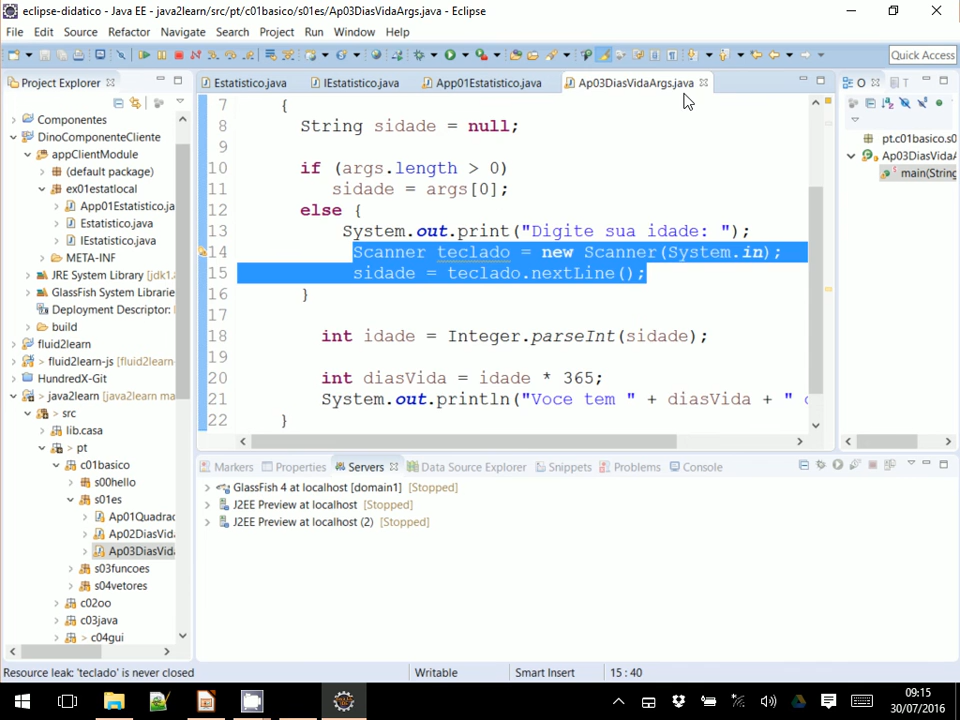 eclipse-didatico - Java EE - java2learn/src/pt/c01basico/s01es/Ap03DiasVidaArgs.java - Eclipse
File Edit Source Refactor Navigate Search Project Run Window Help
Quick Access
Project Explorer
Estatistico.java IEstatistico.java App01Estatistico.java Ap03DiasVidaArgs.java
O T
Componentes
DinoComponenteCliente
appClientModule
(default package)
ex01estatlocal
App01Estatistico.ja
Estatistico.java
IEstatistico.java
META-INF
JRE System Library [jdk1.
GlassFish System Librarie
Deployment Descriptor:
build
fluid2learn
> fluid2learn-js [fluid2learn
HundredX-Git
> java2learn [java2learn ma
> src
lib.casa
> pt
c01basico
s00hello
s01es
Ap01Quadrad
Ap02DiasVid
Ap03DiasVid
s03funcoes
s04vetores
c02oo
c03java
> c04gui
7 {
8 String sidade = null;
9
10 if (args.length > 0)
11 sidade = args[0];
12 else {
13 System.out.print("Digite sua idade: ");
14 Scanner teclado = new Scanner(System.in);
15 sidade = teclado.nextLine();
16 }
17
18 int idade = Integer.parseInt(sidade);
19
20 int diasVida = idade * 365;
21 System.out.println("Voce tem " + diasVida + " d
22 }
pt.c01basico.s0
Ap03DiasVidaA
main(String
Markers Properties Servers Data Source Explorer Snippets Problems Console
GlassFish 4 at localhost [domain1] [Stopped]
J2EE Preview at localhost [Stopped]
J2EE Preview at localhost (2) [Stopped]
Resource leak: 'teclado' is never closed Writable Smart Insert 15 : 40
09:15
30/07/2016